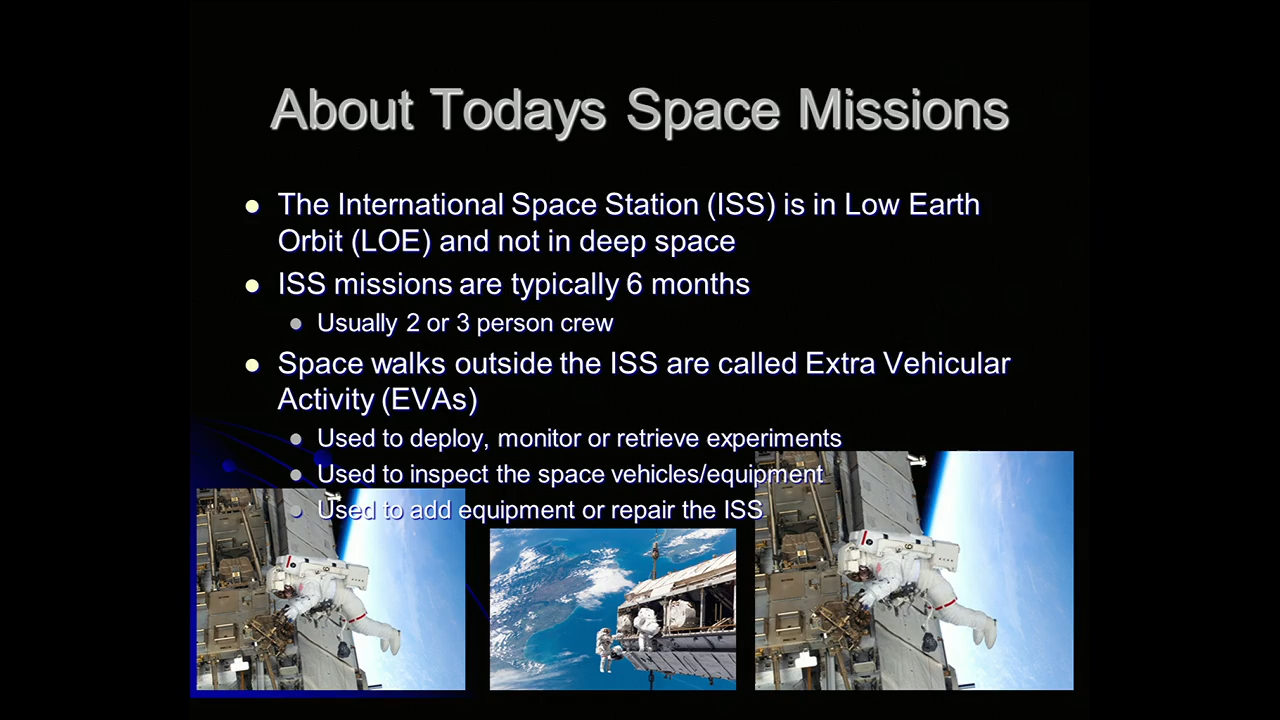 About Todays Space Missions
The International Space Station (ISS) is in Low Earth
Orbit (LOE) and not in deep space
ISS missions are typically 6 months
Usually 2 or 3 person crew
Space walks outside the ISS are called Extra Vehicular
Activity (EVAs)
Used to deploy, monitor or retrieve experiments
Used to inspect the space vehicles/equipment
Used to add equipment or repair the ISS